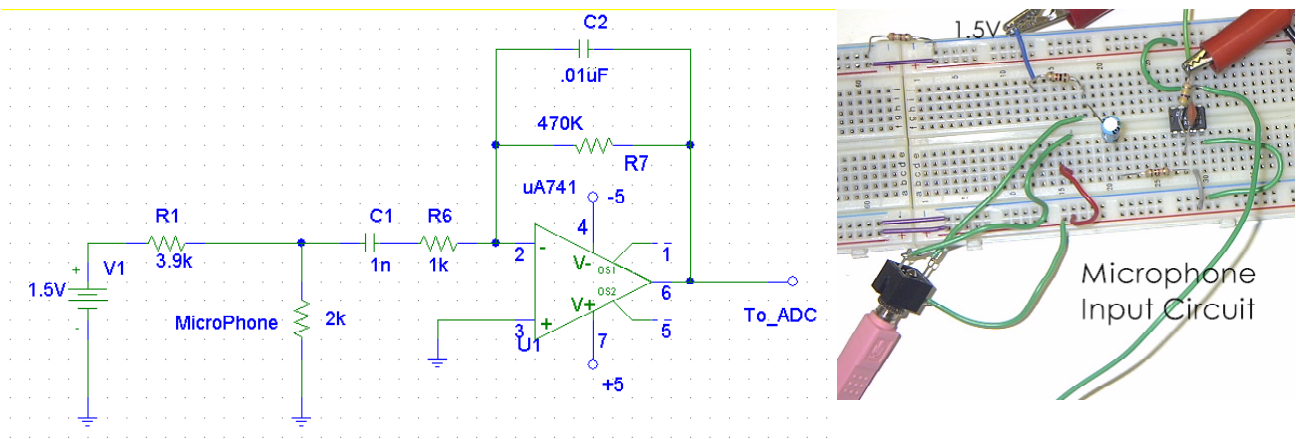 C2
.01uF
470K
R7
uA741
-5
4
R1
C1
R6
3.9k
1n
1k
2
-
V-
OS1
1
V1
+
1.5V
-
MicroPhone
2k
OS2
6
V+
3
+
U1
5
7
To_ADC
+5
1.5V
Microphone
Input Circuit